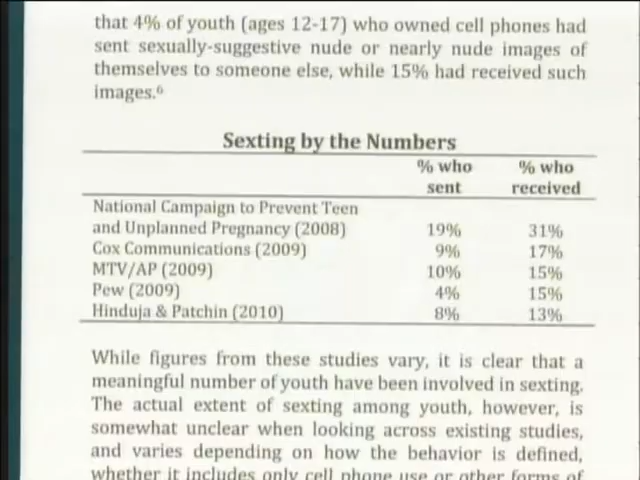 that 4% of youth (ages 12-17) who owned cell phones had
sent sexually-suggestive nude or nearly nude images of
themselves to someone else, while 15% had received such
images.⁶
Sexting by the Numbers
% who sent % who received
National Campaign to Prevent Teen
and Unplanned Pregnancy (2008) 19% 31%
Cox Communications (2009) 9% 17%
MTV/AP (2009) 10% 15%
Pew (2009) 4% 15%
Hinduja & Patchin (2010) 8% 13%
While figures from these studies vary, it is clear that a
meaningful number of youth have been involved in sexting.
The actual extent of sexting among youth, however, is
somewhat unclear when looking across existing studies,
and varies depending on how the behavior is defined,
whether it includes only cell phone use or other forms of